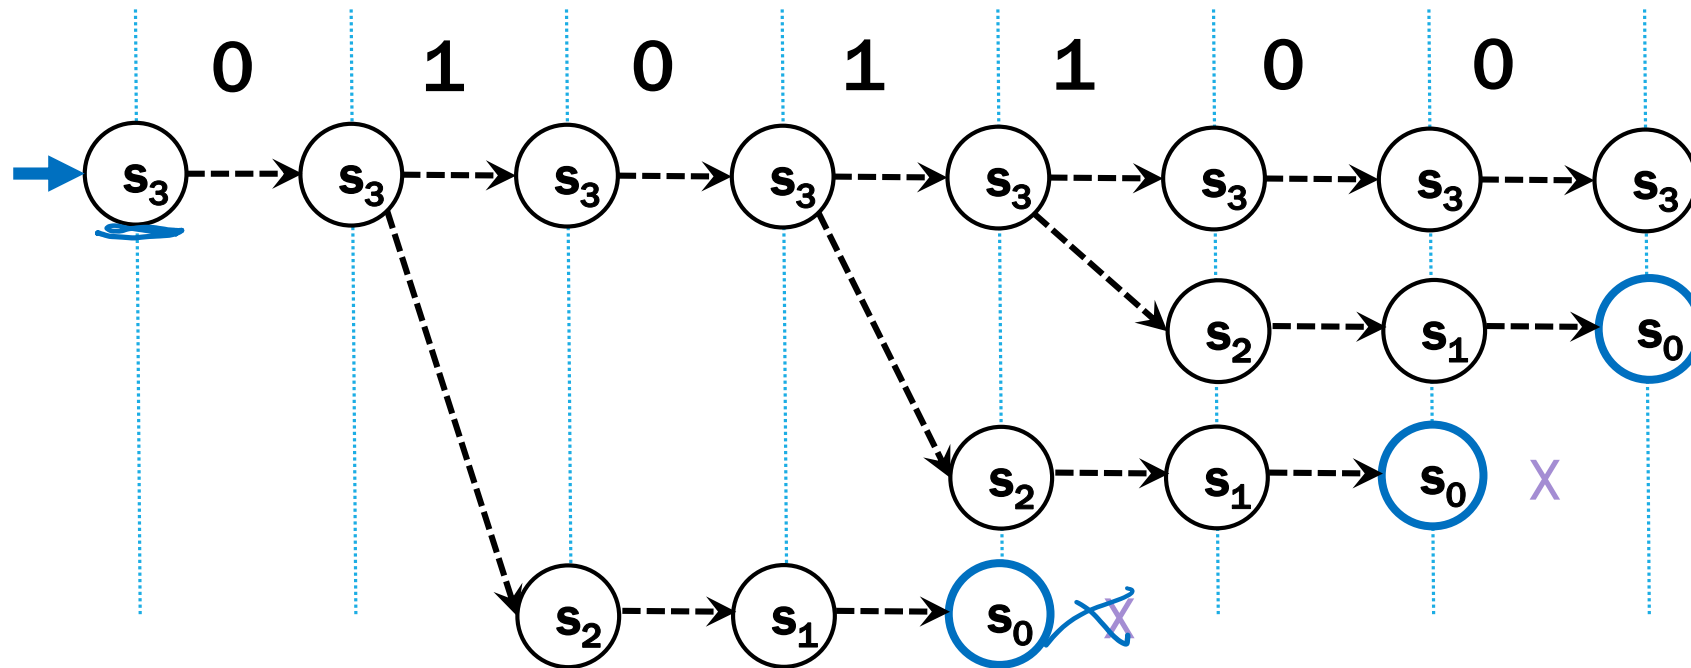 0 1 0 1 1 0 0
s₃ s₃ s₃ s₃ s₃ s₃ s₃ s₃
s₂ s₁ s₀
s₂ s₁ s₀ X
s₂ s₁ s₀ X